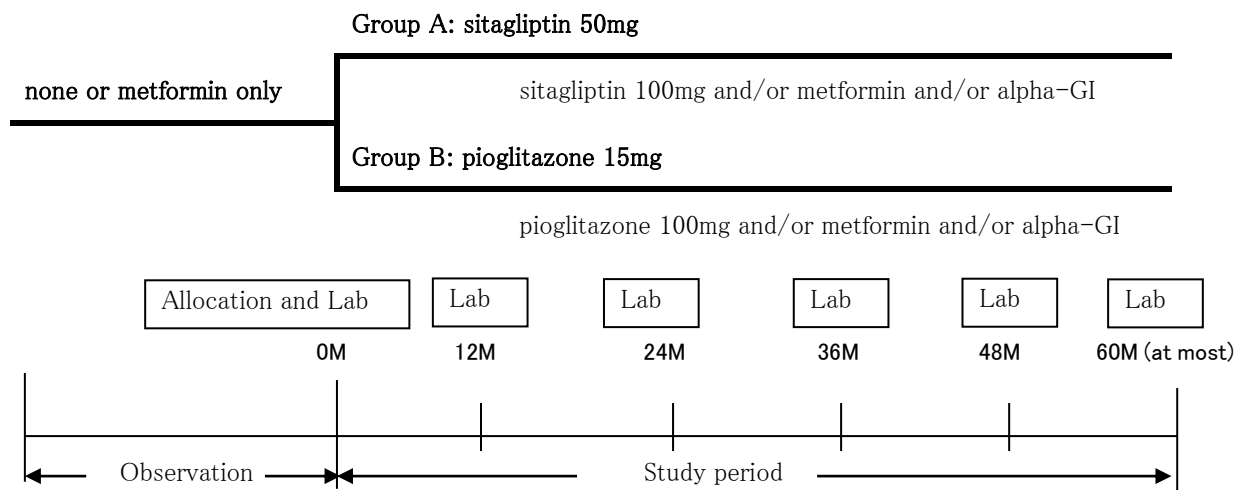 Group A: sitagliptin 50mg
none or metformin only
sitagliptin 100mg and/or metformin and/or alpha-GI
Group B: pioglitazone 15mg
pioglitazone 100mg and/or metformin and/or alpha-GI
Allocation and Lab
Lab
Lab
Lab
Lab
Lab
0M
12M
24M
36M
48M
60M (at most)
Observation
Study period